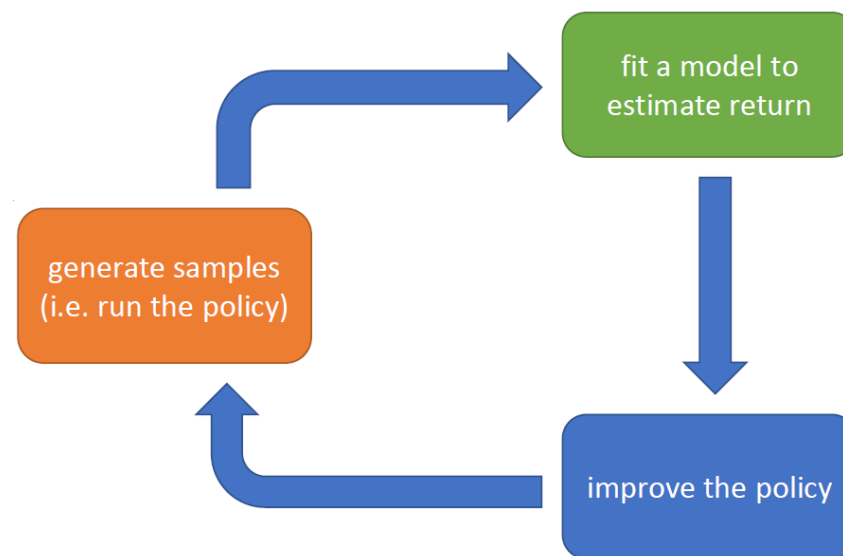 fit a model to
estimate return
generate samples
(i.e. run the policy)
improve the policy